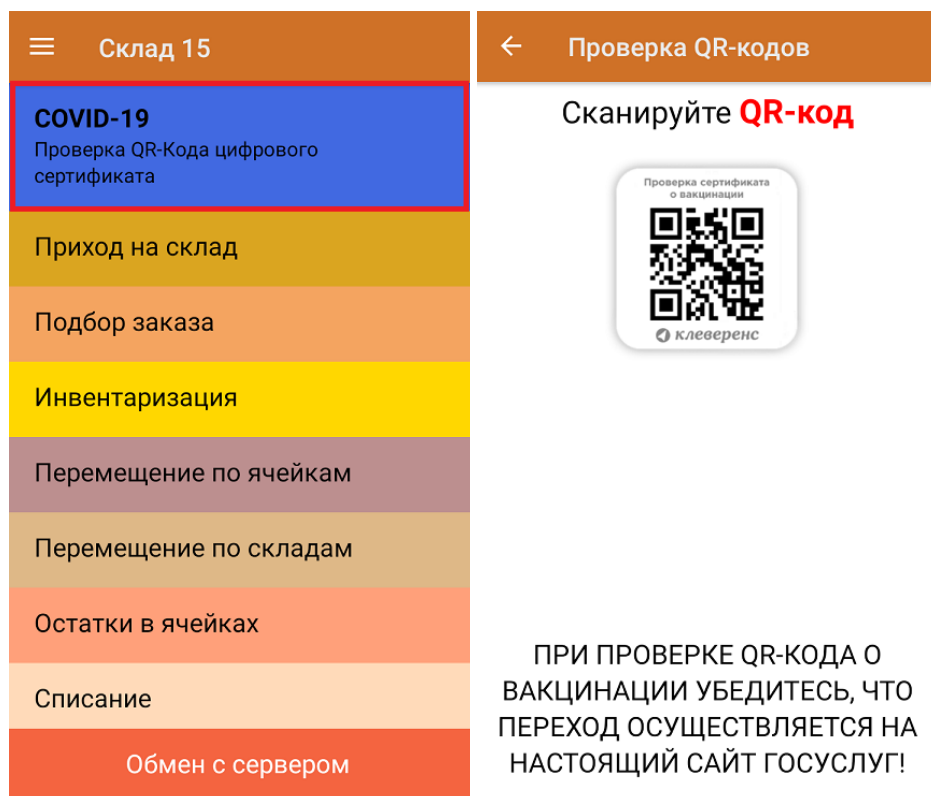 Склад 15
COVID-19
Проверка QR-Кода цифрового
сертификата
Приход на склад
Подбор заказа
Инвентаризация
Перемещение по ячейкам
Перемещение по складам
Остатки в ячейках
Списание
Обмен с сервером
Проверка QR-кодов
Сканируйте QR-код
Проверка сертификата
о вакцинации
клеверенс
ПРИ ПРОВЕРКЕ QR-КОДА О
ВАКЦИНАЦИИ УБЕДИТЕСЬ, ЧТО
ПЕРЕХОД ОСУЩЕСТВЛЯЕТСЯ НА
НАСТОЯЩИЙ САЙТ ГОСУСЛУГ!